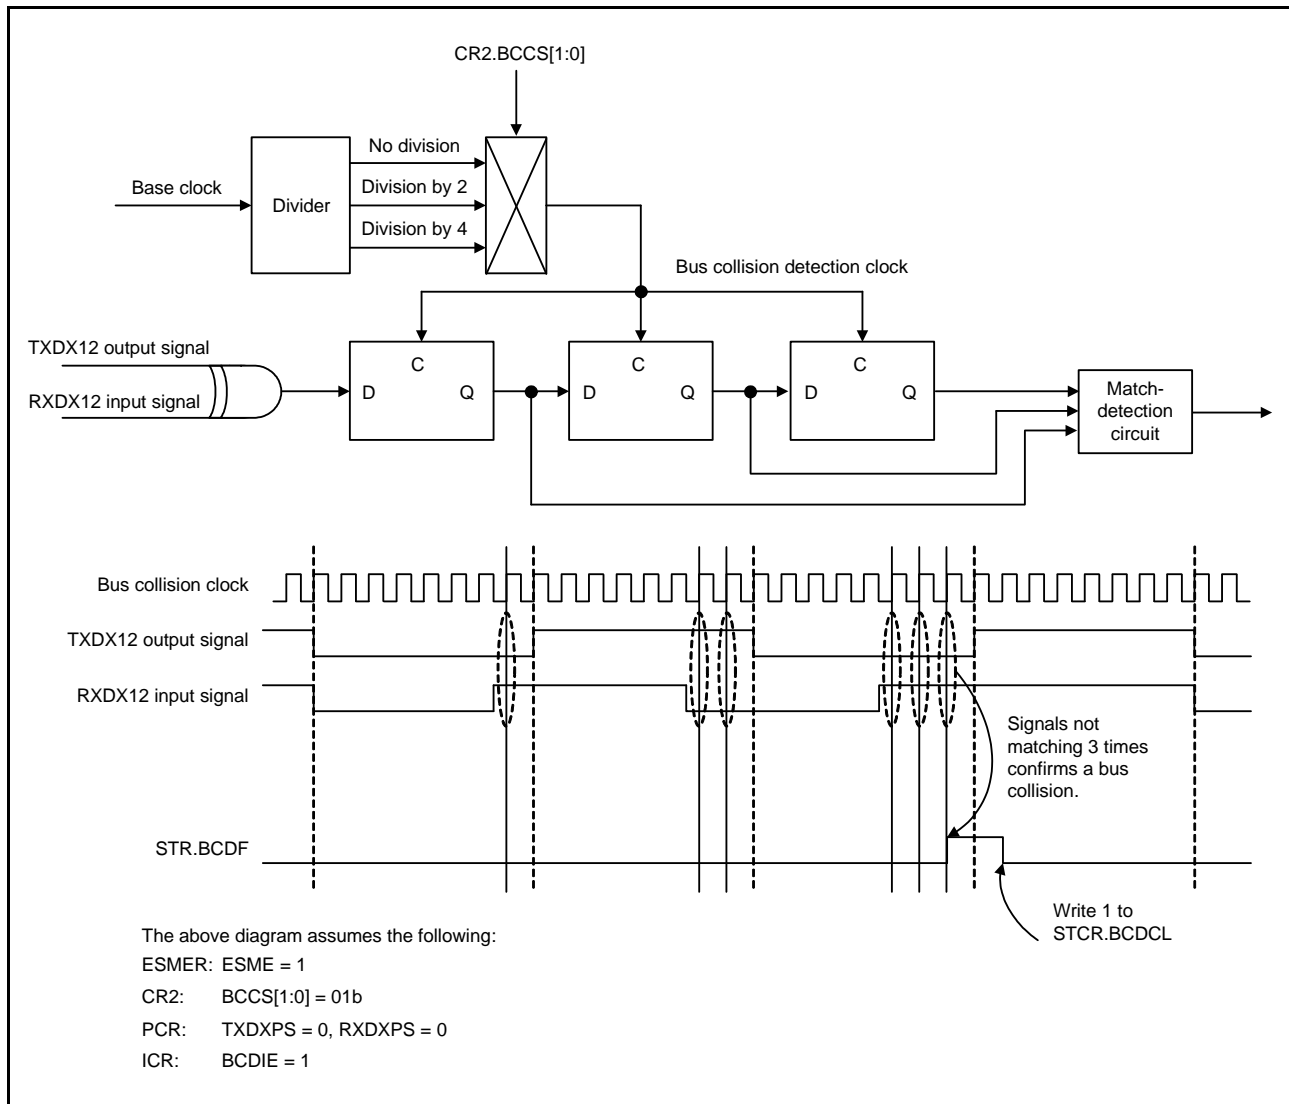 CR2.BCCS[1:0]
No division
Base clock
Division by 2
Divider
Division by 4
Bus collision detection clock
TXDX12 output signal
RXDX12 input signal
C
D
Q
C
D
Q
C
D
Q
Match-
detection
circuit
Bus collision clock
TXDX12 output signal
RXDX12 input signal
Signals not
matching 3 times
confirms a bus
collision.
STR.BCDF
Write 1 to
STCR.BCDCL
The above diagram assumes the following:
ESMER: ESME = 1
CR2: BCCS[1:0] = 01b
PCR: TXDXPS = 0, RXDXPS = 0
ICR: BCDIE = 1